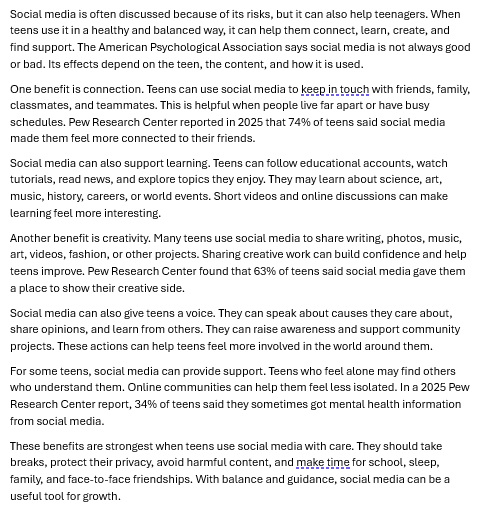 Social media is often discussed because of its risks, but it can also help teenagers. When
teens use it in a healthy and balanced way, it can help them connect, learn, create, and
find support. The American Psychological Association says social media is not always good
or bad. Its effects depend on the teen, the content, and how it is used.
One benefit is connection. Teens can use social media to keep in touch with friends, family,
classmates, and teammates. This is helpful when people live far apart or have busy
schedules. Pew Research Center reported in 2025 that 74% of teens said social media
made them feel more connected to their friends.
Social media can also support learning. Teens can follow educational accounts, watch
tutorials, read news, and explore topics they enjoy. They may learn about science, art,
music, history, careers, or world events. Short videos and online discussions can make
learning feel more interesting.
Another benefit is creativity. Many teens use social media to share writing, photos, music,
art, videos, fashion, or other projects. Sharing creative work can build confidence and help
teens improve. Pew Research Center found that 63% of teens said social media gave them
a place to show their creative side.
Social media can also give teens a voice. They can speak about causes they care about,
share opinions, and learn from others. They can raise awareness and support community
projects. These actions can help teens feel more involved in the world around them.
For some teens, social media can provide support. Teens who feel alone may find others
who understand them. Online communities can help them feel less isolated. In a 2025 Pew
Research Center report, 34% of teens said they sometimes got mental health information
from social media.
These benefits are strongest when teens use social media with care. They should take
breaks, protect their privacy, avoid harmful content, and make time for school, sleep,
family, and face-to-face friendships. With balance and guidance, social media can be a
useful tool for growth.